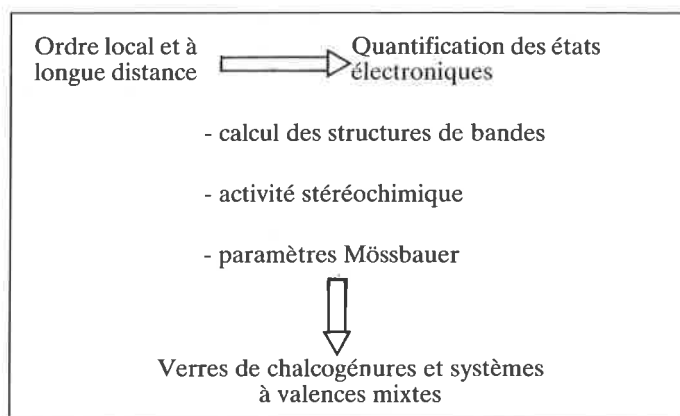 Ordre local et à
longue distance
Quantification des états
électroniques
- calcul des structures de bandes
- activité stéréochimique
- paramètres Mössbauer
Verres de chalcogénures et systèmes
à valences mixtes